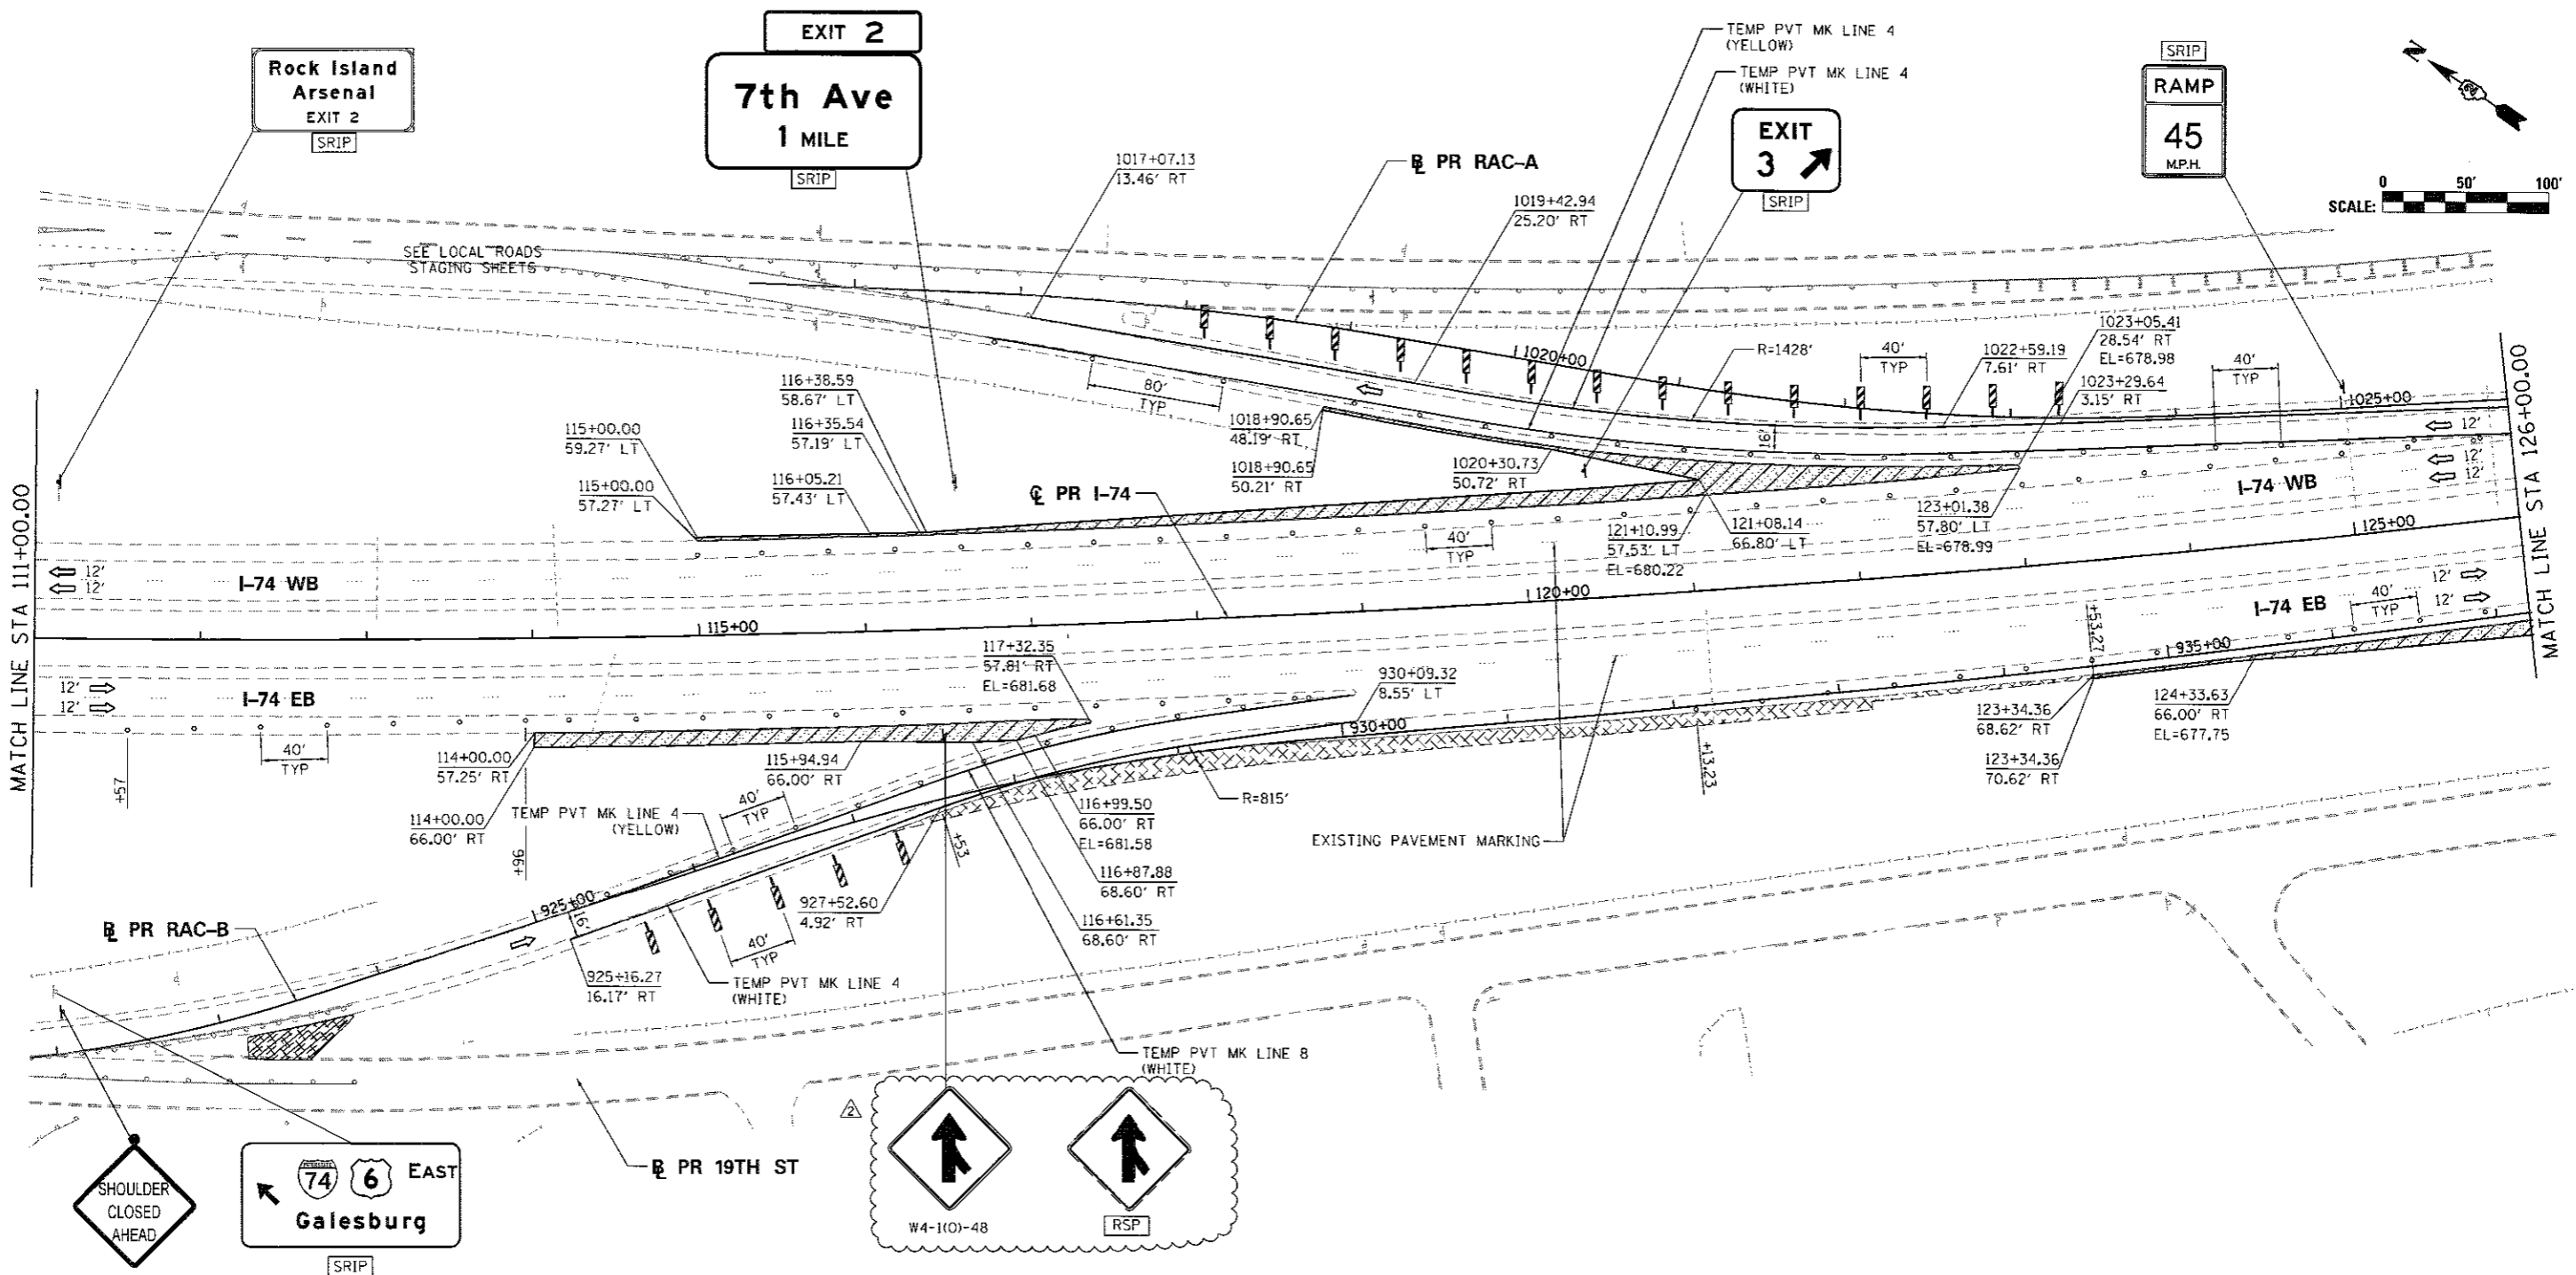 EXIT 2
7th Ave
1 MILE
SRIP
Rock Island
Arsenal
EXIT 2
SRIP
TEMP PVT MK LINE 4
(YELLOW)
TEMP PVT MK LINE 4
(WHITE)
EXIT
3
SRIP
SRIP
RAMP
45
M.P.H.
N
0 50' 100'
SCALE:
1017+07.13
13.46' RT
℄ PR RAC-A
1019+42.94
25.20' RT
SEE LOCAL ROADS
STAGING SHEETS
1020+00
R=1428'
40'
TYP
1022+59.19
7.61' RT
1023+05.41
28.54' RT
EL=678.98
1023+29.64
3.15' RT
40'
TYP
1025+00
12'
12'
12'
MATCH LINE STA 126+00.00
80'
TYP
116+38.59
58.67' LT
116+35.54
57.19' LT
115+00.00
59.27' LT
115+00.00
57.27' LT
116+05.21
57.43' LT
1018+90.65
48.19' RT
1018+90.65
50.21' RT
1020+30.73
50.72' RT
16'
℄ PR I-74
40'
TYP
121+10.99
57.53' LT
EL=680.22
121+08.14
66.80' LT
123+01.38
57.80' LT
EL=678.99
I-74 WB
125+00
MATCH LINE STA 111+00.00
12'
12'
I-74 WB
115+00
120+00
12'
12'
I-74 EB
117+32.35
57.81' RT
EL=681.68
930+09.32
8.55' LT
930+00
+53.27
935+00
I-74 EB
40'
TYP
12'
12'
+57
40'
TYP
114+00.00
57.25' RT
114+00.00
66.00' RT
+96
115+94.94
66.00' RT
TEMP PVT MK LINE 4
(YELLOW)
40'
TYP
+53
116+99.50
66.00' RT
EL=681.58
116+87.88
68.60' RT
116+61.35
68.60' RT
R=815'
+13.23
EXISTING PAVEMENT MARKING
123+34.36
68.62' RT
123+34.36
70.62' RT
124+33.63
66.00' RT
EL=677.75
925+00
16'
927+52.60
4.92' RT
40'
TYP
925+16.27
16.17' RT
TEMP PVT MK LINE 4
(WHITE)
℄ PR RAC-B
TEMP PVT MK LINE 8
(WHITE)
℄ PR 19TH ST
SHOULDER
CLOSED
AHEAD
INTERSTATE
74 6 EAST
Galesburg
SRIP
2
W4-1(O)-48
RSP